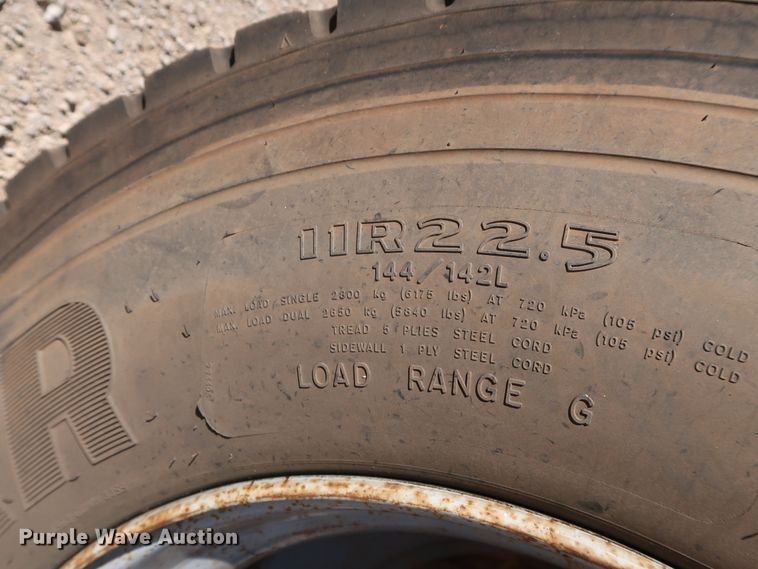 11R22.5
144/142L
MAX. LOAD SINGLE 2800 kg (6175 lbs) AT 720 kPa (105 psi) COLD
MAX. LOAD DUAL 2650 kg (5840 lbs) AT 720 kPa (105 psi) COLD
TREAD 5 PLIES STEEL CORD
SIDEWALL 1 PLY STEEL CORD
LOAD RANGE G
R
Purple Wave Auction